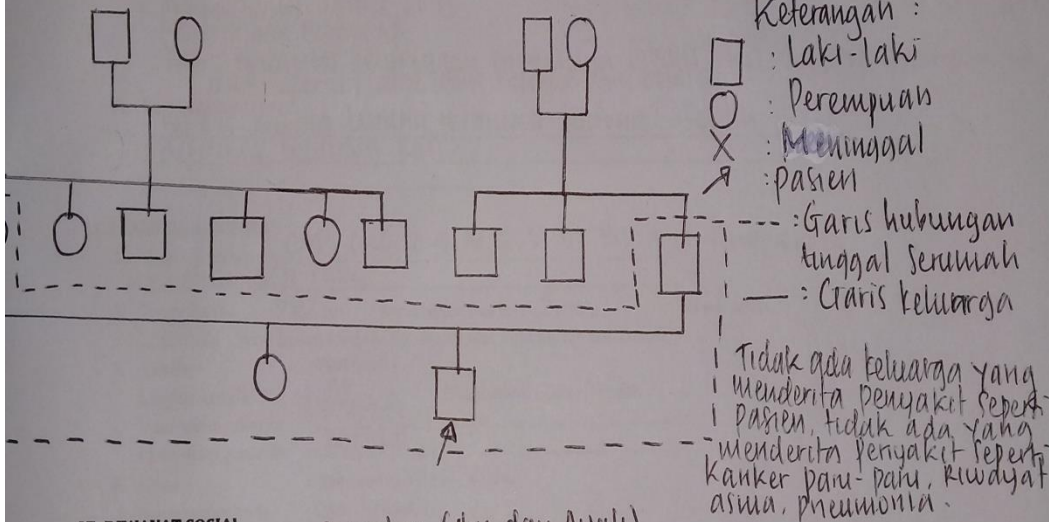 Keterangan :
: Laki-laki
: Perempuan
X : Meninggal
: pasien
: Garis hubungan
tinggal serumah
: Garis keluarga
Tidak ada keluarga yang
menderita penyakit seperti
pasien, tidak ada yang
menderita penyakit seperti
kanker paru-paru, Riwayat
asma, pneumonia.